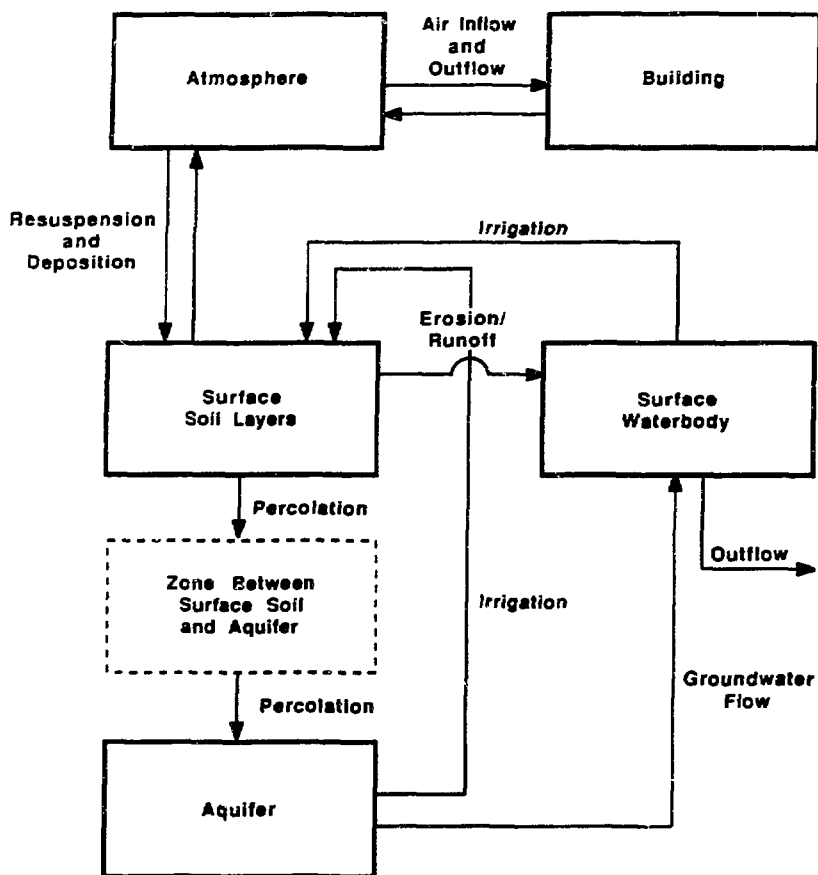 Air Inflow
and
Outflow
Atmosphere
Building
Resuspension
and
Deposition
Irrigation
Erosion/
Runoff
Surface
Soil Layers
Surface
Waterbody
Percolation
Outflow
Zone Between
Surface Soil
and Aquifer
Irrigation
Percolation
Groundwater
Flow
Aquifer